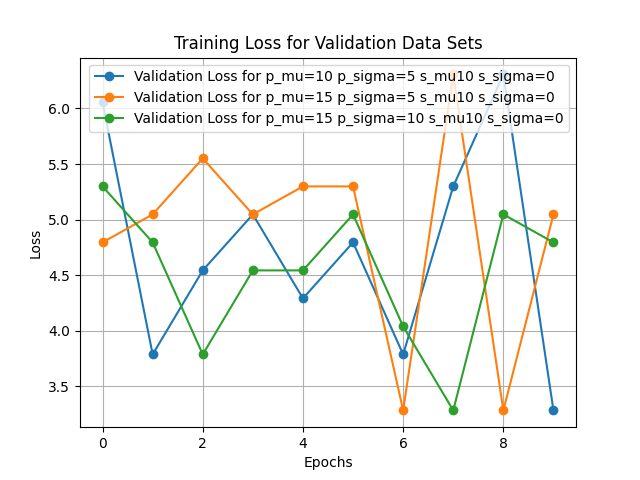 Training Loss for Validation Data Sets
Validation Loss for p_mu=10 p_sigma=5 s_mu10 s_sigma=0
Validation Loss for p_mu=15 p_sigma=5 s_mu10 s_sigma=0
Validation Loss for p_mu=15 p_sigma=10 s_mu10 s_sigma=0
6.0
5.5
5.0
4.5
4.0
3.5
Loss
0 2 4 6 8
Epochs